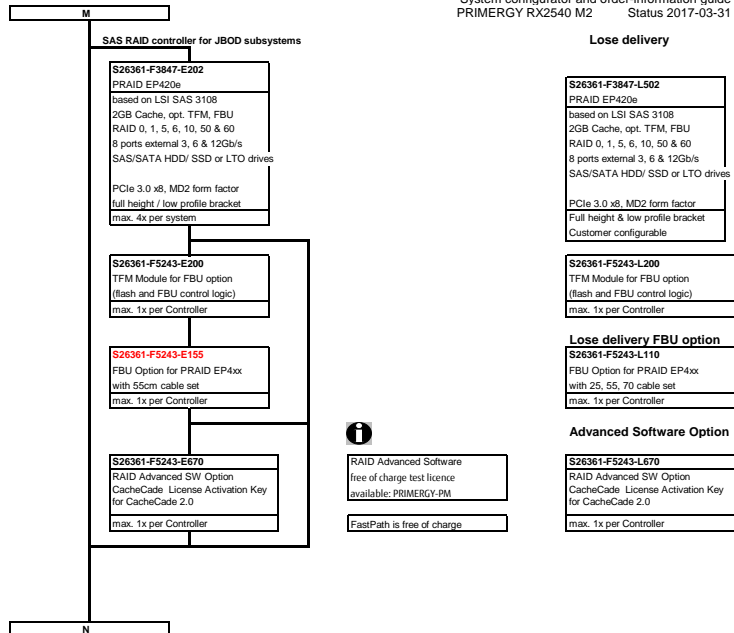 System configurator and order-information guide
PRIMERGY RX2540 M2 Status 2017-03-31
M
SAS RAID controller for JBOD subsystems
Lose delivery
S26361-F3847-E202
PRAID EP420e
based on LSI SAS 3108
2GB Cache, opt. TFM, FBU
RAID 0, 1, 5, 6, 10, 50 & 60
8 ports external 3, 6 & 12Gb/s
SAS/SATA HDD/ SSD or LTO drives
PCIe 3.0 x8, MD2 form factor
full height / low profile bracket
max. 4x per system
S26361-F3847-L502
PRAID EP420e
based on LSI SAS 3108
2GB Cache, opt. TFM, FBU
RAID 0, 1, 5, 6, 10, 50 & 60
8 ports external 3, 6 & 12Gb/s
SAS/SATA HDD/ SSD or LTO drives
PCIe 3.0 x8, MD2 form factor
Full height & low profile bracket
Customer configurable
S26361-F5243-E200
TFM Module for FBU option
(flash and FBU control logic)
max. 1x per Controller
S26361-F5243-L200
TFM Module for FBU option
(flash and FBU control logic)
max. 1x per Controller
S26361-F5243-E155
FBU Option for PRAID EP4xx
with 55cm cable set
max. 1x per Controller
Lose delivery FBU option
S26361-F5243-L110
FBU Option for PRAID EP4xx
with 25, 55, 70 cable set
max. 1x per Controller
Advanced Software Option
S26361-F5243-E670
RAID Advanced SW Option
CacheCade License Activation Key
for CacheCade 2.0
max. 1x per Controller
RAID Advanced Software
free of charge test licence
available: PRIMERGY-PM
FastPath is free of charge
S26361-F5243-L670
RAID Advanced SW Option
CacheCade License Activation Key
for CacheCade 2.0
max. 1x per Controller
N